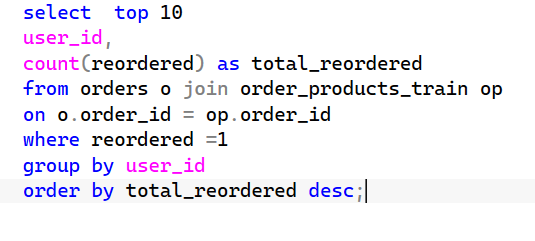 select  top 10
user_id,
count(reordered) as total_reordered
from orders o join order_products_train op
on o.order_id = op.order_id
where reordered =1
group by user_id
order by total_reordered desc;